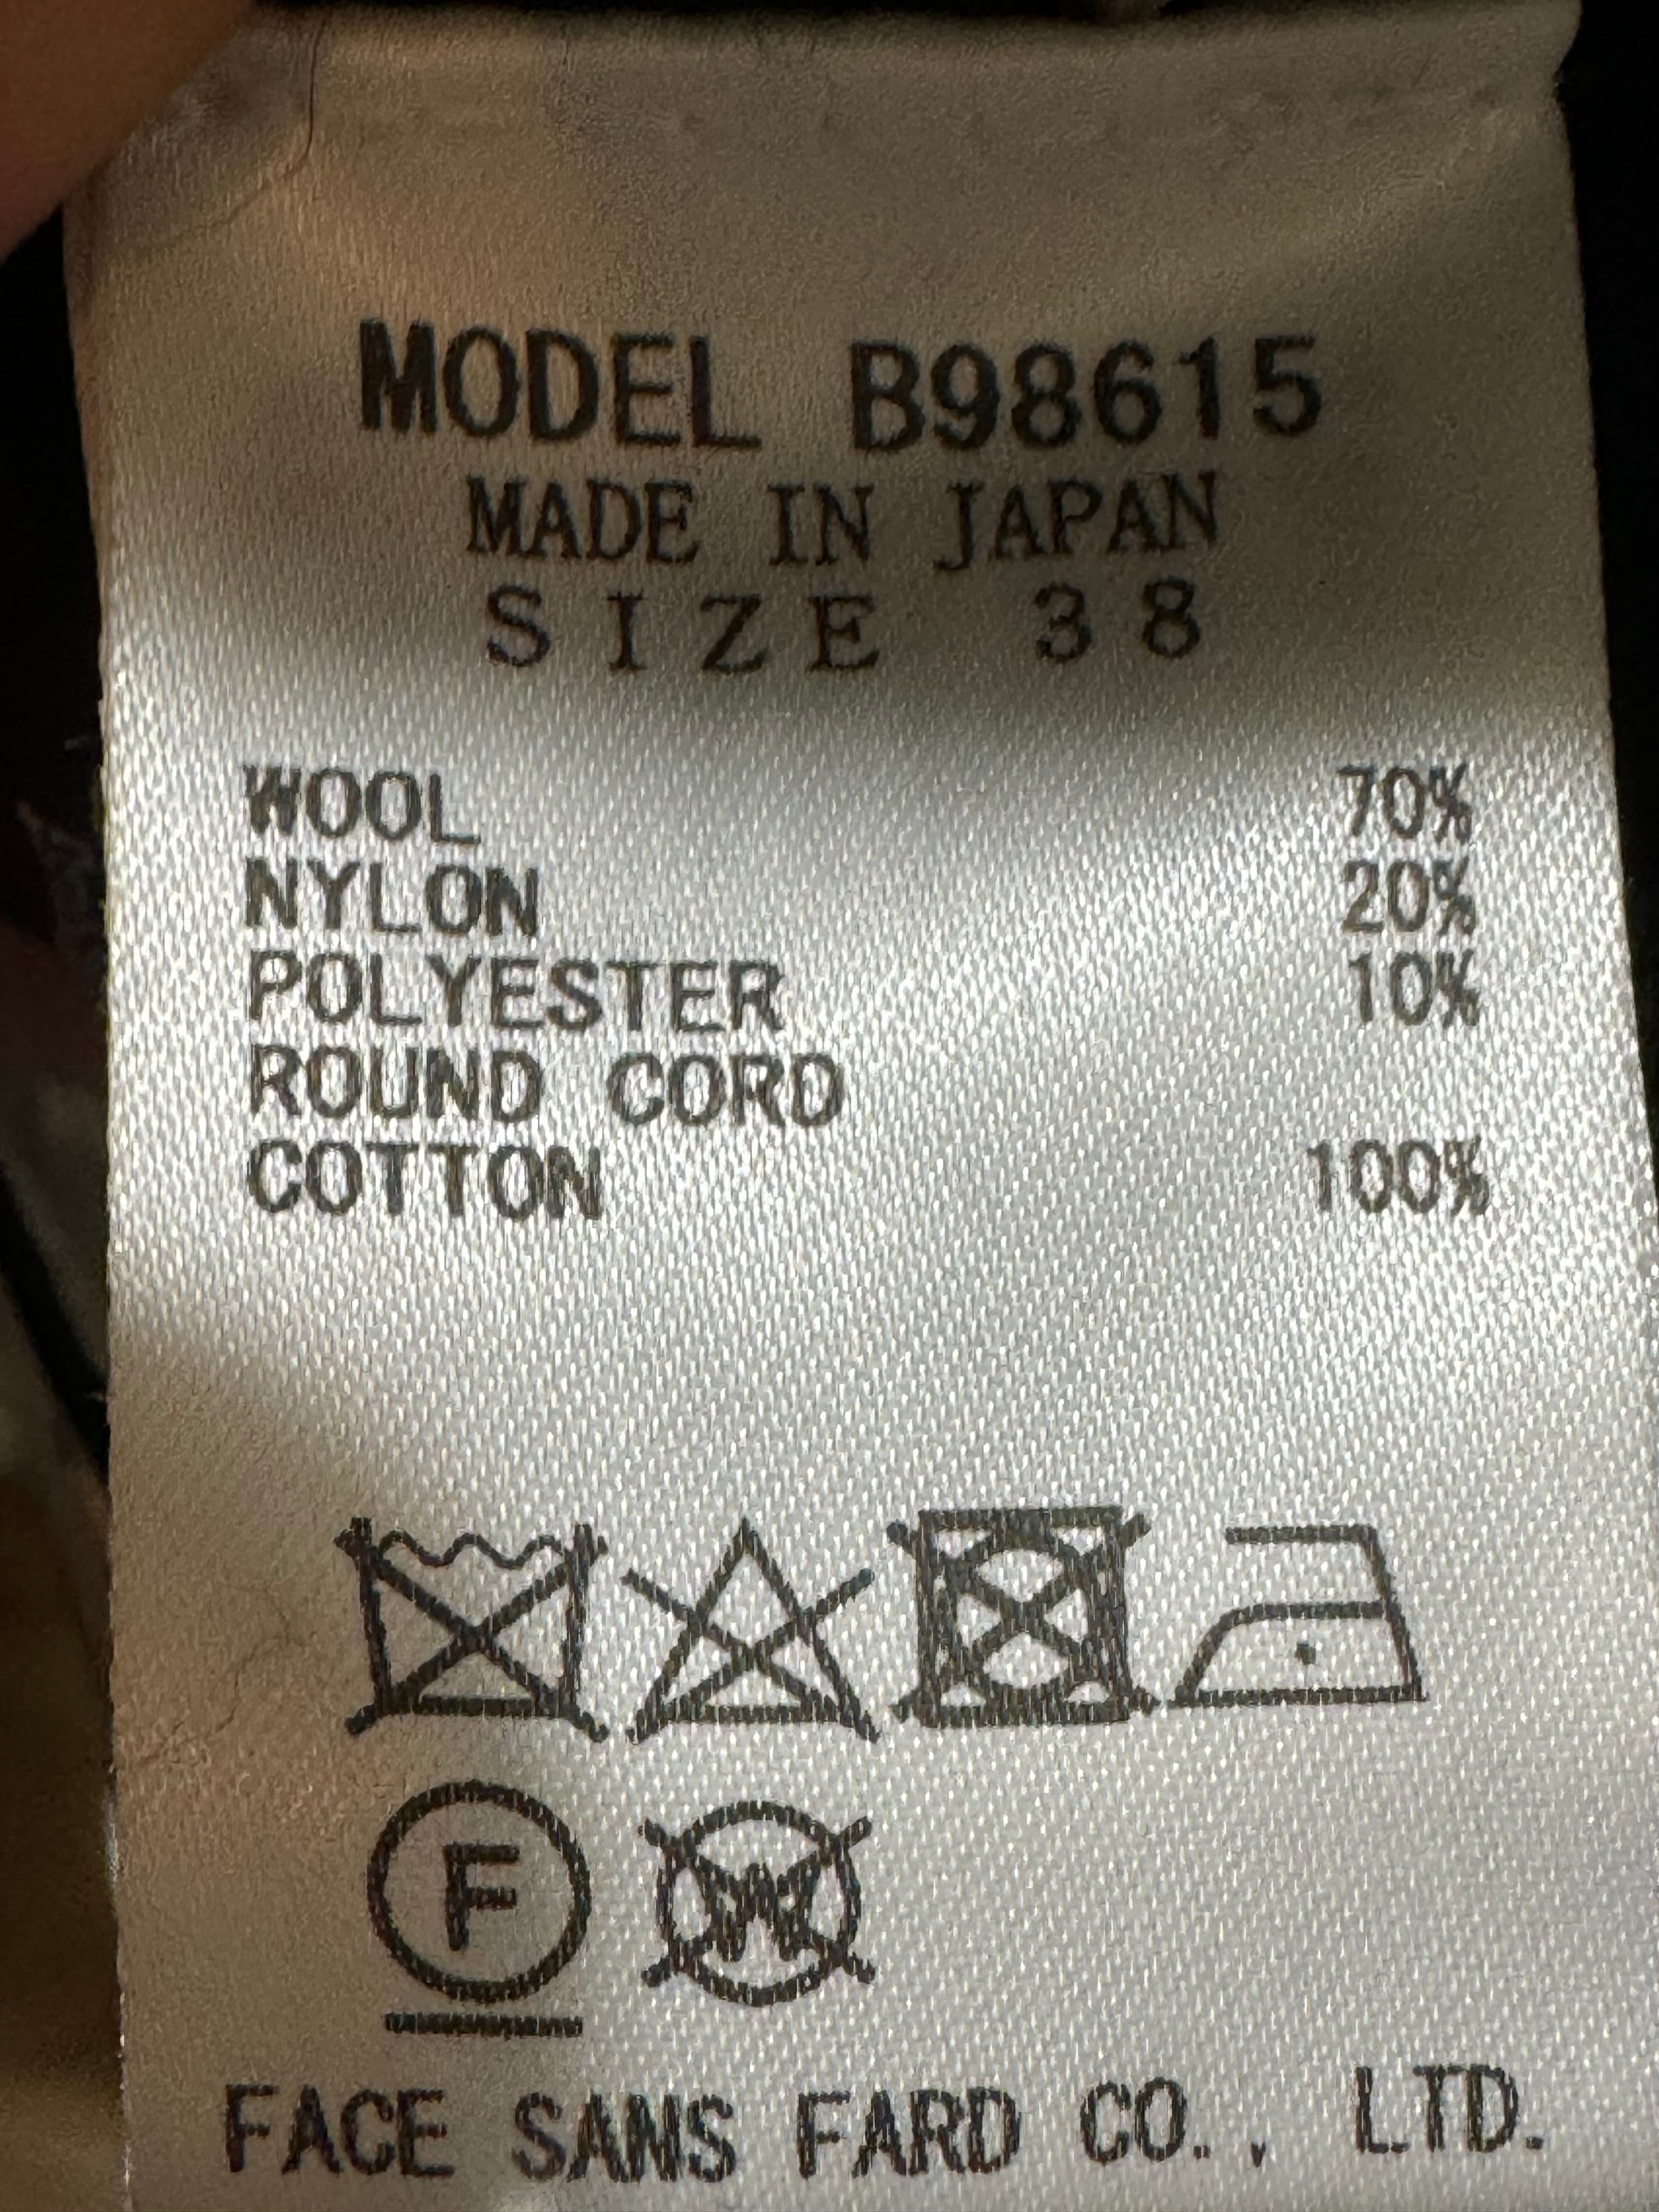 MODEL B98615
MADE IN JAPAN
SIZE 38
WOOL 70%
NYLON 20%
POLYESTER 10%
ROUND CORD
COTTON 100%
F
W
FACE SANS FARD CO., LTD.